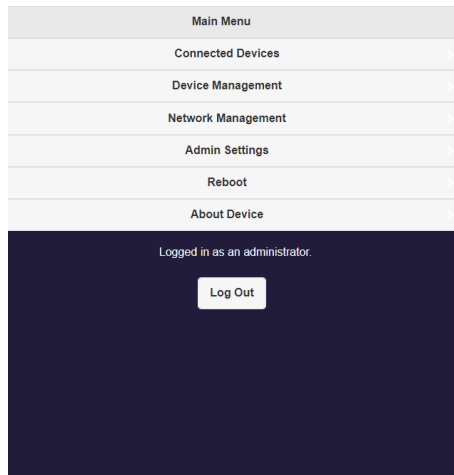 Main Menu
Connected Devices
Device Management
Network Management
Admin Settings
Reboot
About Device
Logged in as an administrator.
Log Out